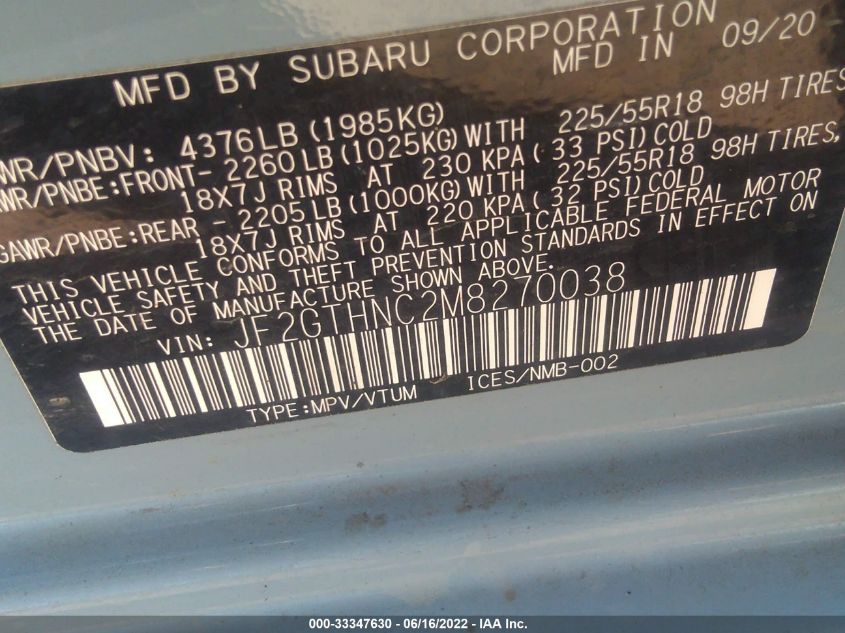 MFD BY SUBARU CORPORATION
MFD IN 09/20
WR/PNBV: 4376LB (1985KG)
WR/PNBE:FRONT- 2260LB (1025KG) WITH 225/55R18 98H TIRES
18X7J RIMS AT 230 KPA ( 33 PSI) COLD
GAWR/PNBE:REAR - 2205LB (1000KG) WITH 225/55R18 98H TIRES,
18X7J RIMS AT 220 KPA ( 32 PSI) COLD
THIS VEHICLE CONFORMS TO ALL APPLICABLE FEDERAL MOTOR
VEHICLE SAFETY AND THEFT PREVENTION STANDARDS IN EFFECT ON
THE DATE OF MANUFACTURE SHOWN ABOVE.
VIN: JF2GTHNC2M8270038
TYPE:MPV/VTUM ICES/NMB-002
000-33347630 - 06/16/2022 - IAA Inc.